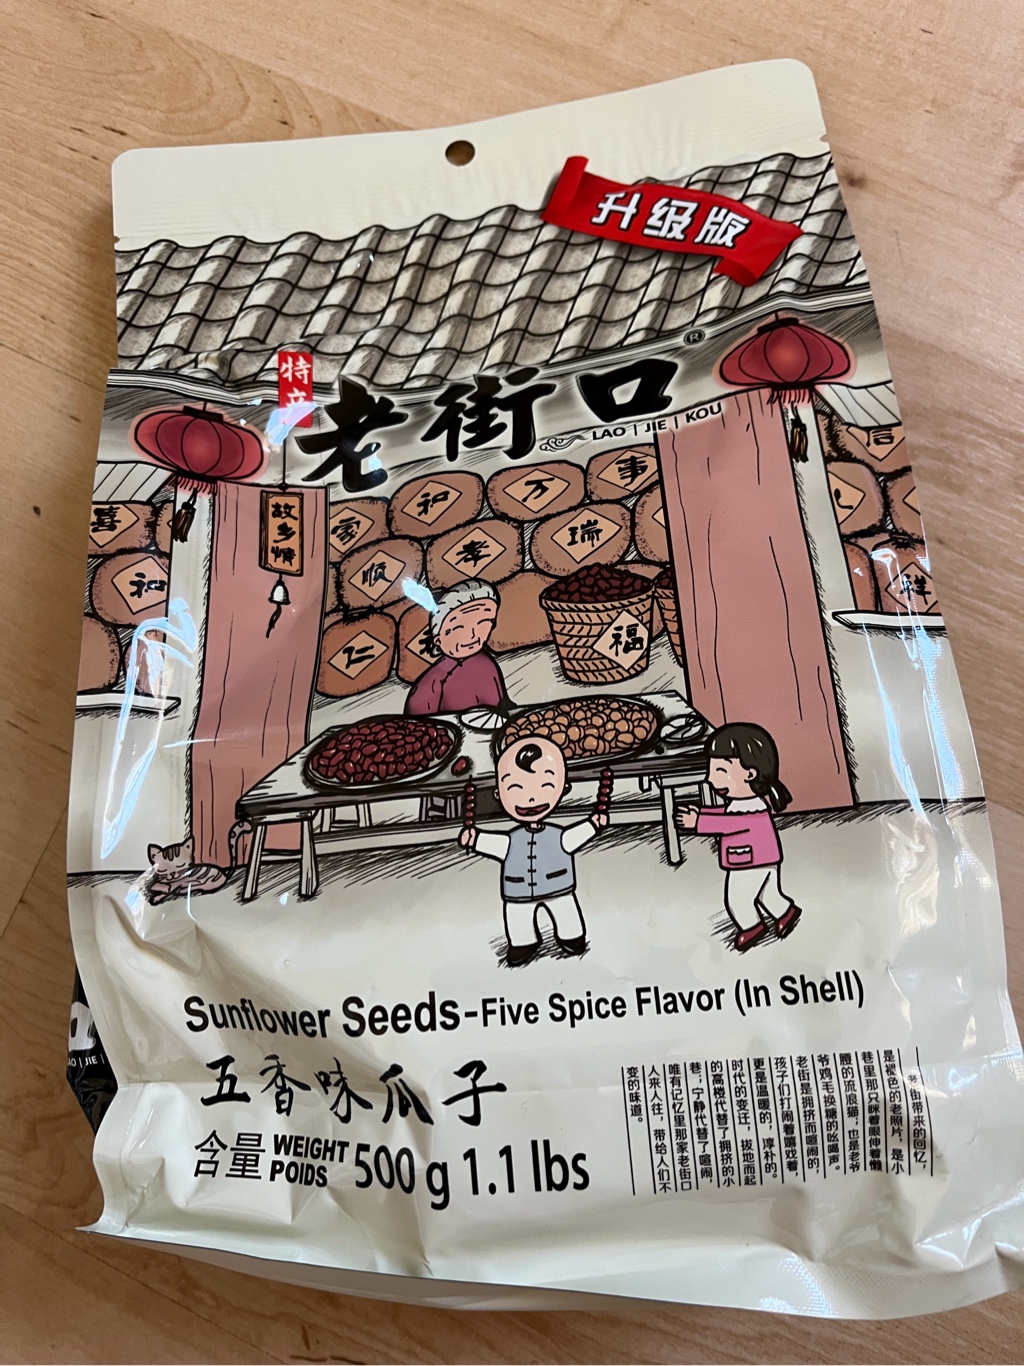 升级版
特产
老街口®
LAO | JIE | KOU
故乡情
喜
和
家
和
万
事
顺
孝
瑞
仁
福
祥
Sunflower Seeds-Five Spice Flavor (In Shell)
五香味瓜子
含量 WEIGHT POIDS 500 g 1.1 lbs
老街带来的回忆,
是褪色的老照片,是小
巷里那只眯着眼伸着懒
腰的流浪猫,也是老爷
爷鸡毛换糖的吆喝声。
老街是拥挤而喧闹的,
孩子们打闹着嬉戏着,
更是温暖的,淳朴的。
时代的变迁,拔地而起
的高楼代替了拥挤的小
巷,宁静代替了喧闹,
唯有记忆里那家老街口
人来人往,带给人们不
变的味道。